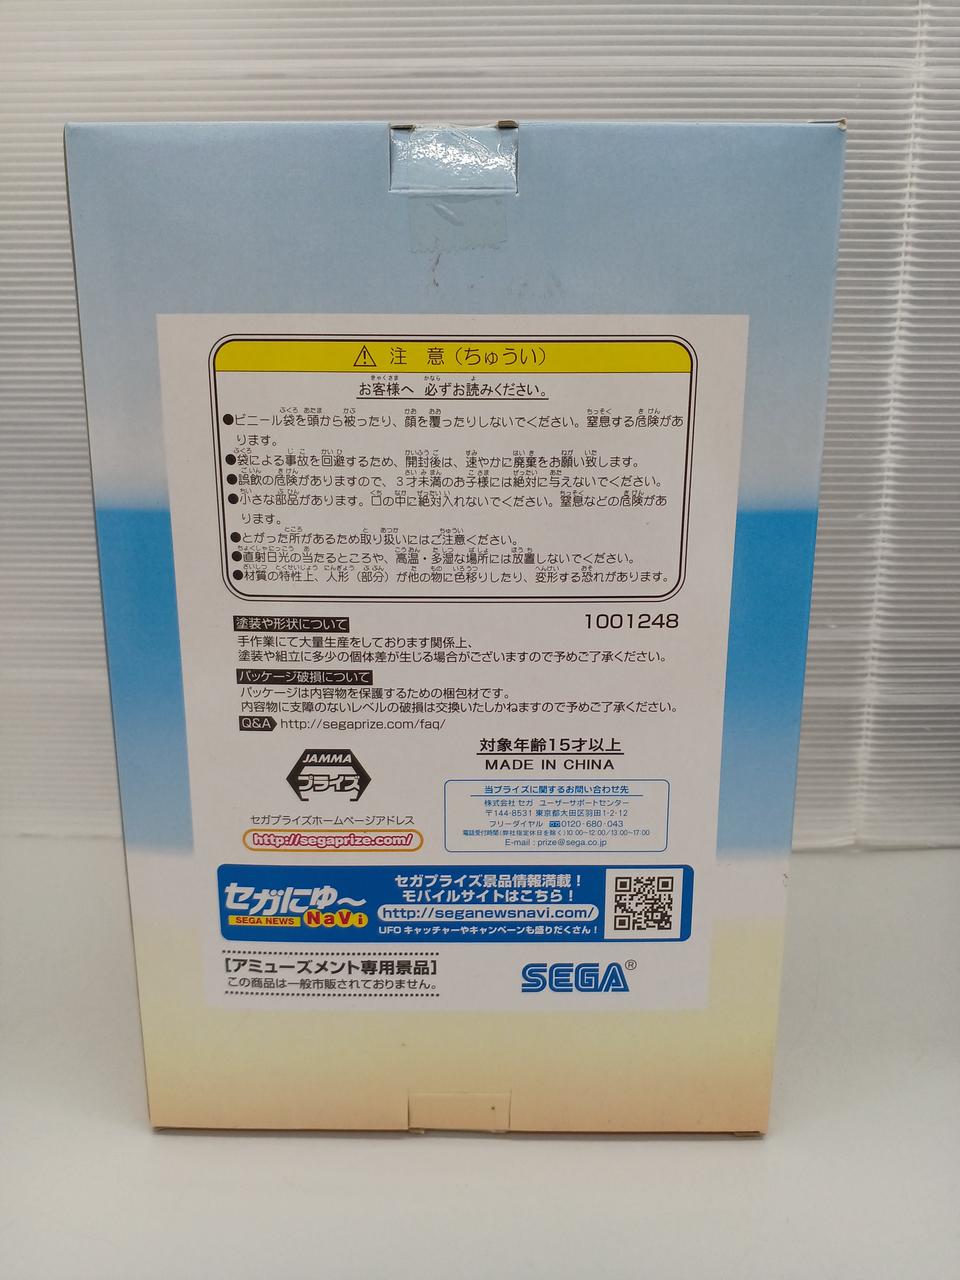 ⚠ 注 意(ちゅうい)
お客様へ 必ずお読みください。
●ビニール袋を頭から被ったり、顔を覆ったりしないでください。窒息する危険があ
ります。
●袋による事故を回避するため、開封後は、速やかに廃棄をお願い致します。
●誤飲の危険がありますので、3才未満のお子様には絶対に与えないでください。
●小さな部品があります。口の中に絶対入れないでください。窒息などの危険があ
ります。
●とがった所があるため取り扱いにはご注意ください。
●直射日光の当たるところや、高温・多湿な場所には放置しないでください。
●材質の特性上、人形(部分)が他の物に色移りしたり、変形する恐れがあります。
塗装や形状について
1001248
手作業にて大量生産をしております関係上、
塗装や組立に多少の個体差が生じる場合がございますので予めご了承ください。
パッケージ破損について
パッケージは内容物を保護するための梱包材です。
内容物に支障のないレベルの破損は交換いたしかねますので予めご了承ください。
Q&A http://segaprize.com/faq/
JAMMA
プライズ
対象年齢15才以上
MADE IN CHINA
セガプライズホームページアドレス
http://segaprize.com/
当プライズに関するお問い合わせ先
株式会社 セガ ユーザーサポートセンター
〒144-8531 東京都大田区羽田1-2-12
フリーダイヤル 0120-680-043
電話受付時間(弊社指定休日を除く)10:00~12:00/13:00~17:00
E-mail : prize@sega.co.jp
セガにゅ〜
SEGA NEWS NaVi
セガプライズ景品情報満載!
モバイルサイトはこちら!
http://seganewsnavi.com/
UFOキャッチャーやキャンペーンも盛りだくさん!
[アミューズメント専用景品]
この商品は一般市販されておりません。
SEGA®